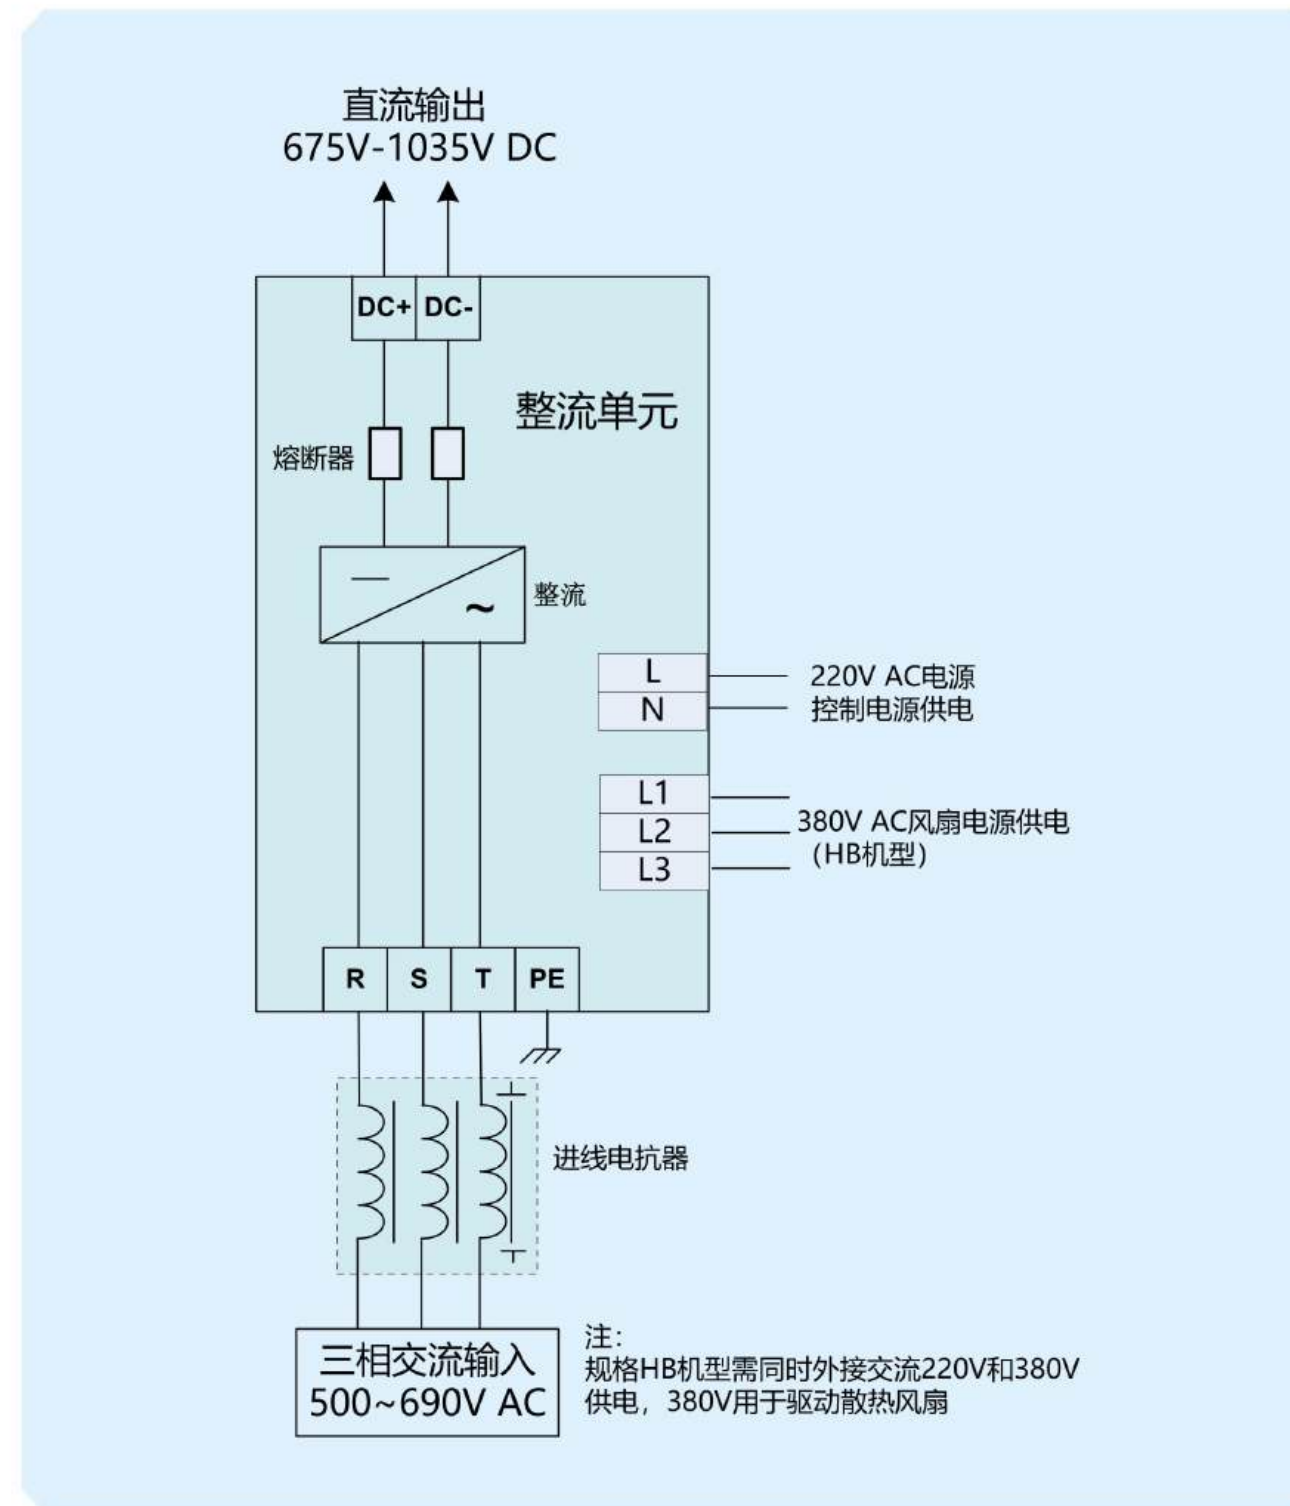 直流输出
675V-1035V DC
DC+ DC-
整流单元
熔断器
整流
L
N
220V AC电源
控制电源供电
L1
L2
L3
380V AC风扇电源供电
（HB机型）
R S T PE
进线电抗器
三相交流输入
500~690V AC
注：
规格HB机型需同时外接交流220V和380V
供电，380V用于驱动散热风扇